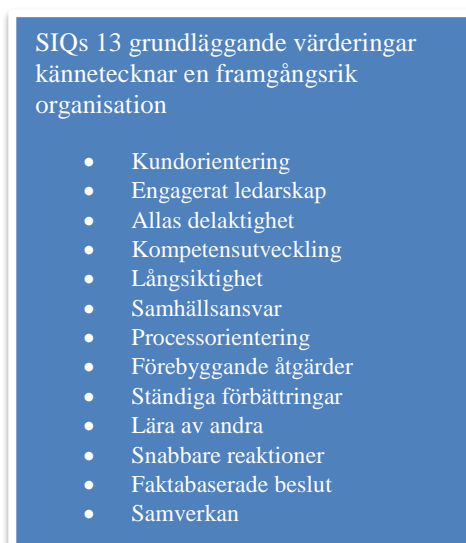 SIQs 13 grundläggande värderingar
kännetecknar en framgångsrik
organisation
• Kundorientering
• Engagerat ledarskap
• Allas delaktighet
• Kompetensutveckling
• Långsiktighet
• Samhällsansvar
• Processorientering
• Förebyggande åtgärder
• Ständiga förbättringar
• Lära av andra
• Snabbare reaktioner
• Faktabaserade beslut
• Samverkan